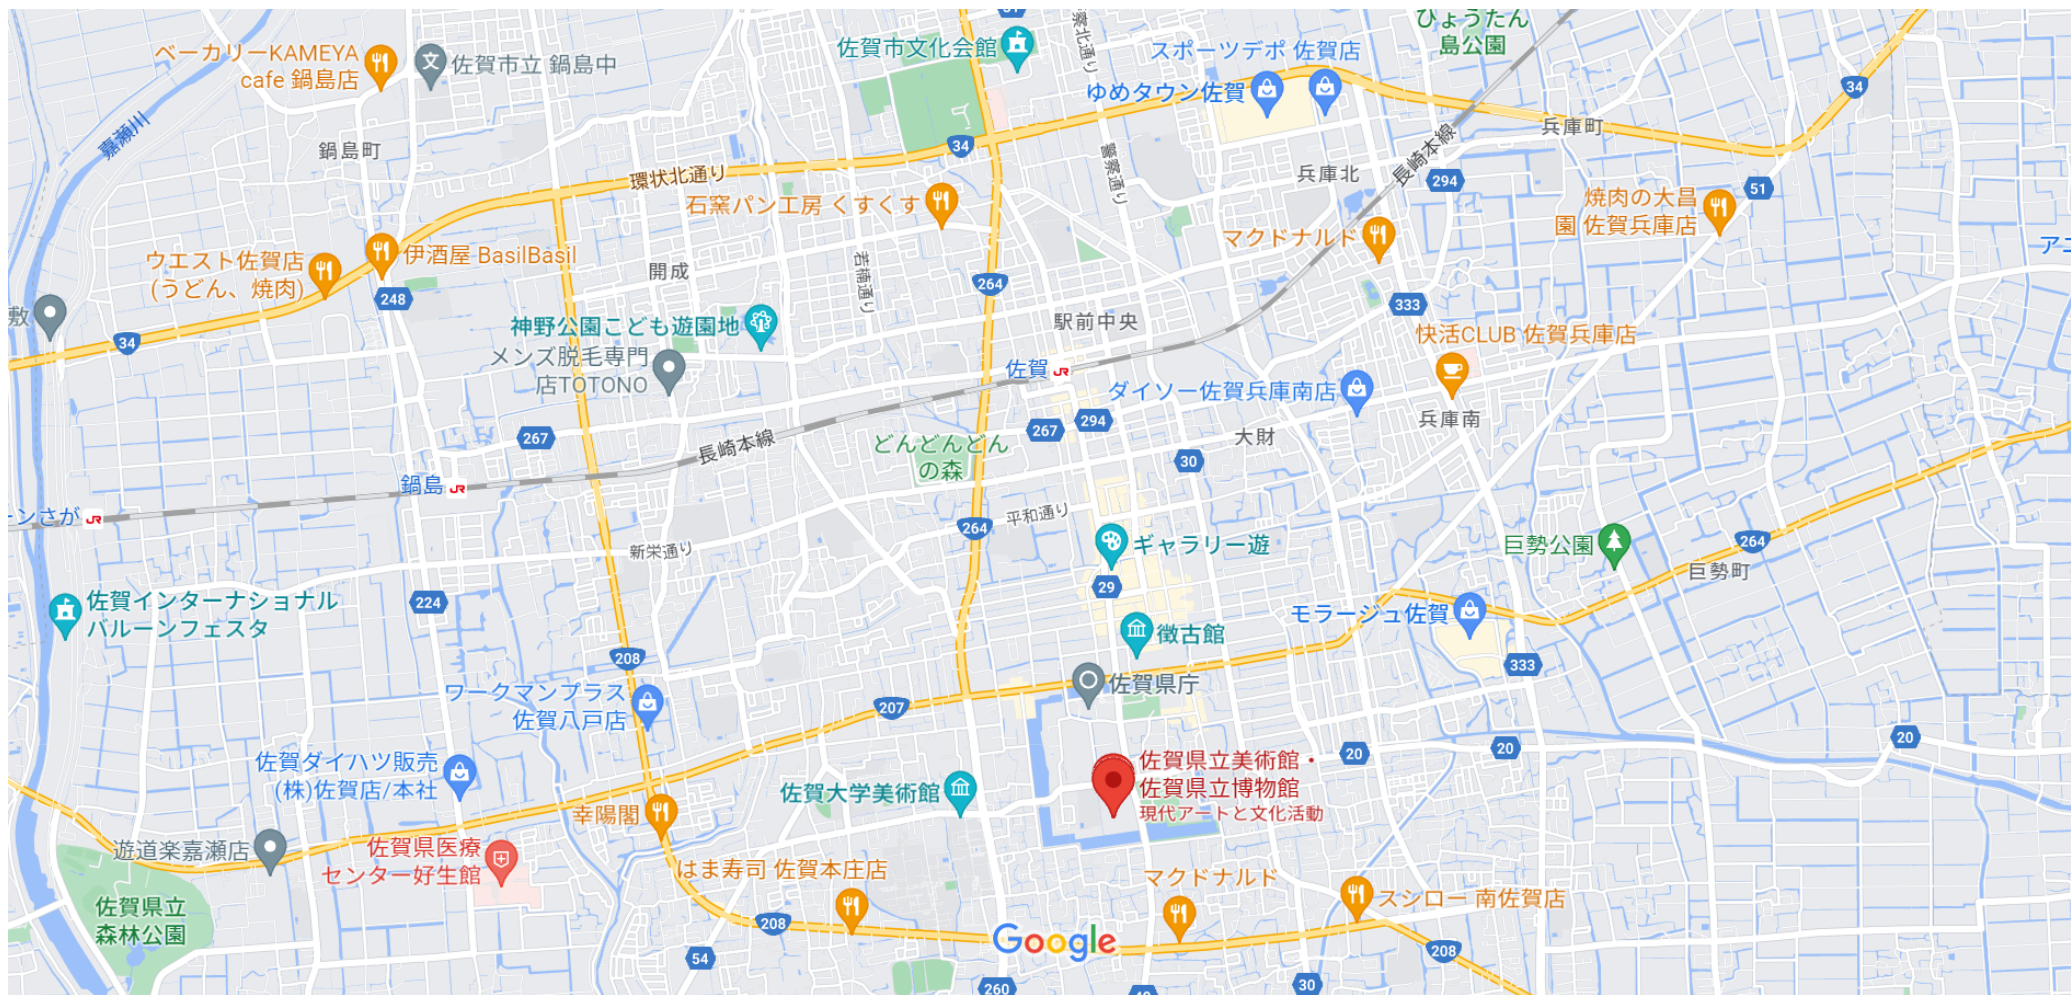 ひょうたん
島公園
ベーカリーKAMEYA
cafe 鍋島店
佐賀市立 鍋島中
佐賀市文化会館
スポーツデポ 佐賀店
ゆめタウン佐賀
34
嘉瀬川
鍋島町
兵庫町
34
環状北通り
警察通り
兵庫北
長崎本線
294
51
石窯パン工房 くすくす
焼肉の大昌
園 佐賀兵庫店
マクドナルド
ウエスト佐賀店
(うどん、焼肉)
伊酒屋 BasilBasil
開成
若楠通り
264
248
333
敷
34
神野公園こども遊園地
駅前中央
メンズ脱毛専門
店TOTONO
快活CLUB 佐賀兵庫店
佐賀
ダイソー佐賀兵庫南店
兵庫南
267
長崎本線
どんどんどん
の森
267
294
大財
30
鍋島
ーンさが
平和通り
264
新栄通り
ギャラリー遊
巨勢公園
264
巨勢町
29
佐賀インターナショナル
バルーンフェスタ
224
モラージュ佐賀
徴古館
208
333
佐賀県庁
ワークマンプラス
佐賀八戸店
207
20
20
20
佐賀ダイハツ販売
(株)佐賀店/本社
佐賀大学美術館
佐賀県立美術館・
佐賀県立博物館
現代アートと文化活動
幸陽閣
遊道楽嘉瀬店
佐賀県医療
センター好生館
はま寿司 佐賀本庄店
マクドナルド
スシロー 南佐賀店
佐賀県立
森林公園
208
Google
208
54
260
30